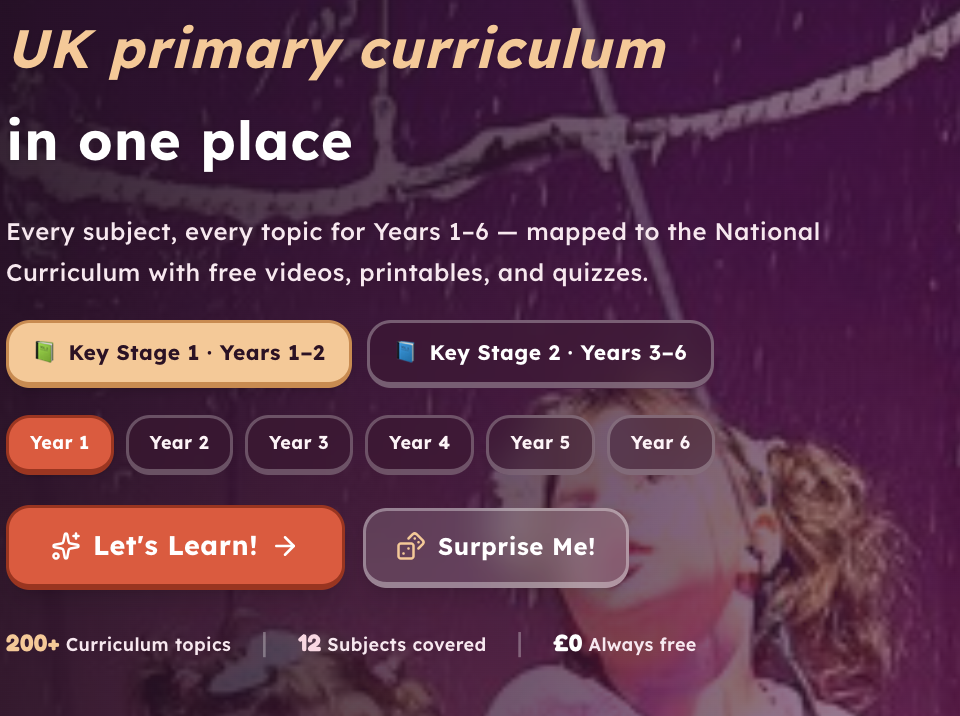 UK primary curriculum
in one place
Every subject, every topic for Years 1–6 — mapped to the National
Curriculum with free videos, printables, and quizzes.
Key Stage 1 · Years 1–2
Key Stage 2 · Years 3–6
Year 1
Year 2
Year 3
Year 4
Year 5
Year 6
Let's Learn! →
Surprise Me!
200+ Curriculum topics
12 Subjects covered
£0 Always free